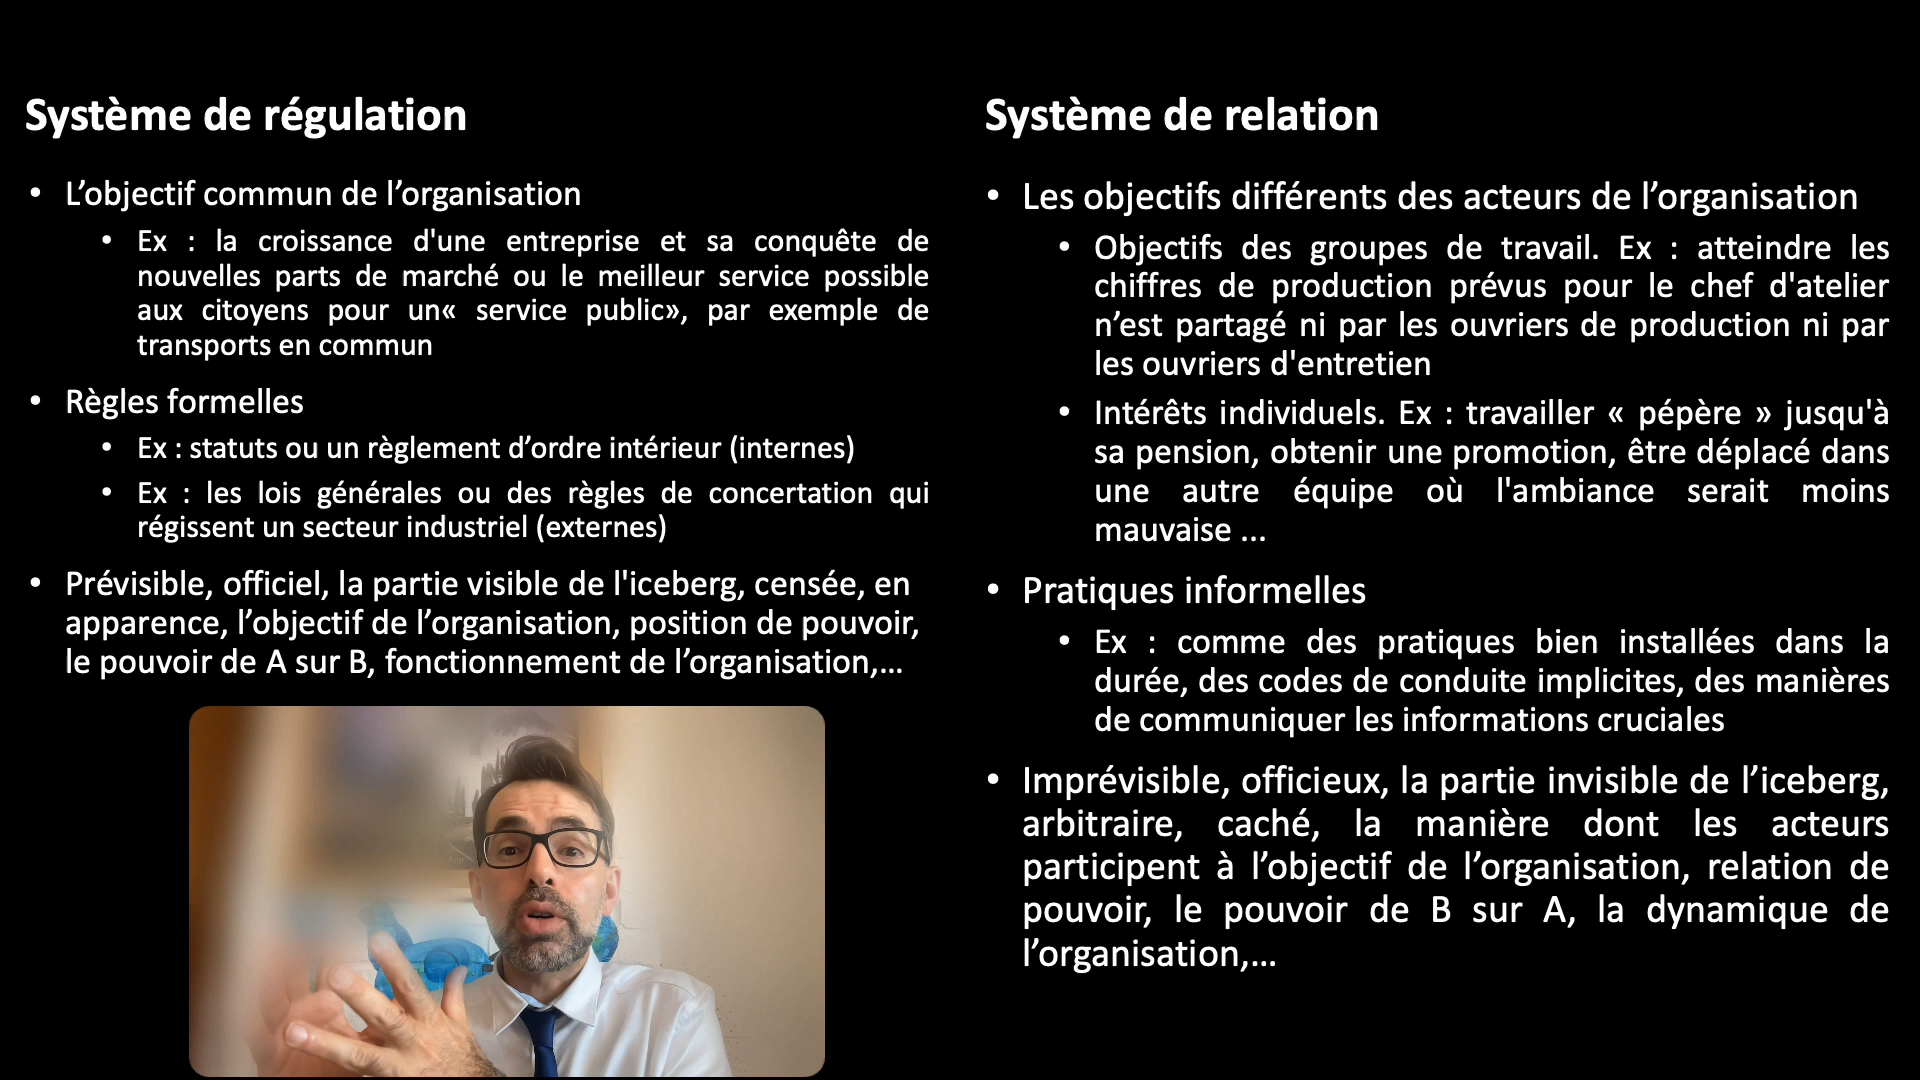 Système de régulation
• L’objectif commun de l’organisation
• Ex : la croissance d'une entreprise et sa conquête de
nouvelles parts de marché ou le meilleur service possible
aux citoyens pour un« service public», par exemple de
transports en commun
• Règles formelles
• Ex : statuts ou un règlement d’ordre intérieur (internes)
• Ex : les lois générales ou des règles de concertation qui
régissent un secteur industriel (externes)
• Prévisible, officiel, la partie visible de l'iceberg, censée, en
apparence, l’objectif de l’organisation, position de pouvoir,
le pouvoir de A sur B, fonctionnement de l’organisation,...
Système de relation
• Les objectifs différents des acteurs de l’organisation
• Objectifs des groupes de travail. Ex : atteindre les
chiffres de production prévus pour le chef d'atelier
n’est partagé ni par les ouvriers de production ni par
les ouvriers d'entretien
• Intérêts individuels. Ex : travailler « pépère » jusqu'à
sa pension, obtenir une promotion, être déplacé dans
une autre équipe où l'ambiance serait moins
mauvaise ...
• Pratiques informelles
• Ex : comme des pratiques bien installées dans la
durée, des codes de conduite implicites, des manières
de communiquer les informations cruciales
• Imprévisible, officieux, la partie invisible de l’iceberg,
arbitraire, caché, la manière dont les acteurs
participent à l’objectif de l’organisation, relation de
pouvoir, le pouvoir de B sur A, la dynamique de
l’organisation,...